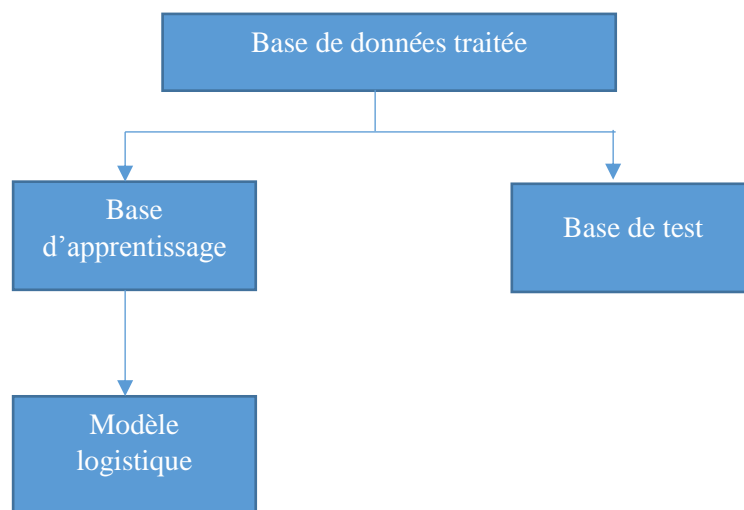 Base de données traitée
Base
d’apprentissage
Base de test
Modèle
logistique